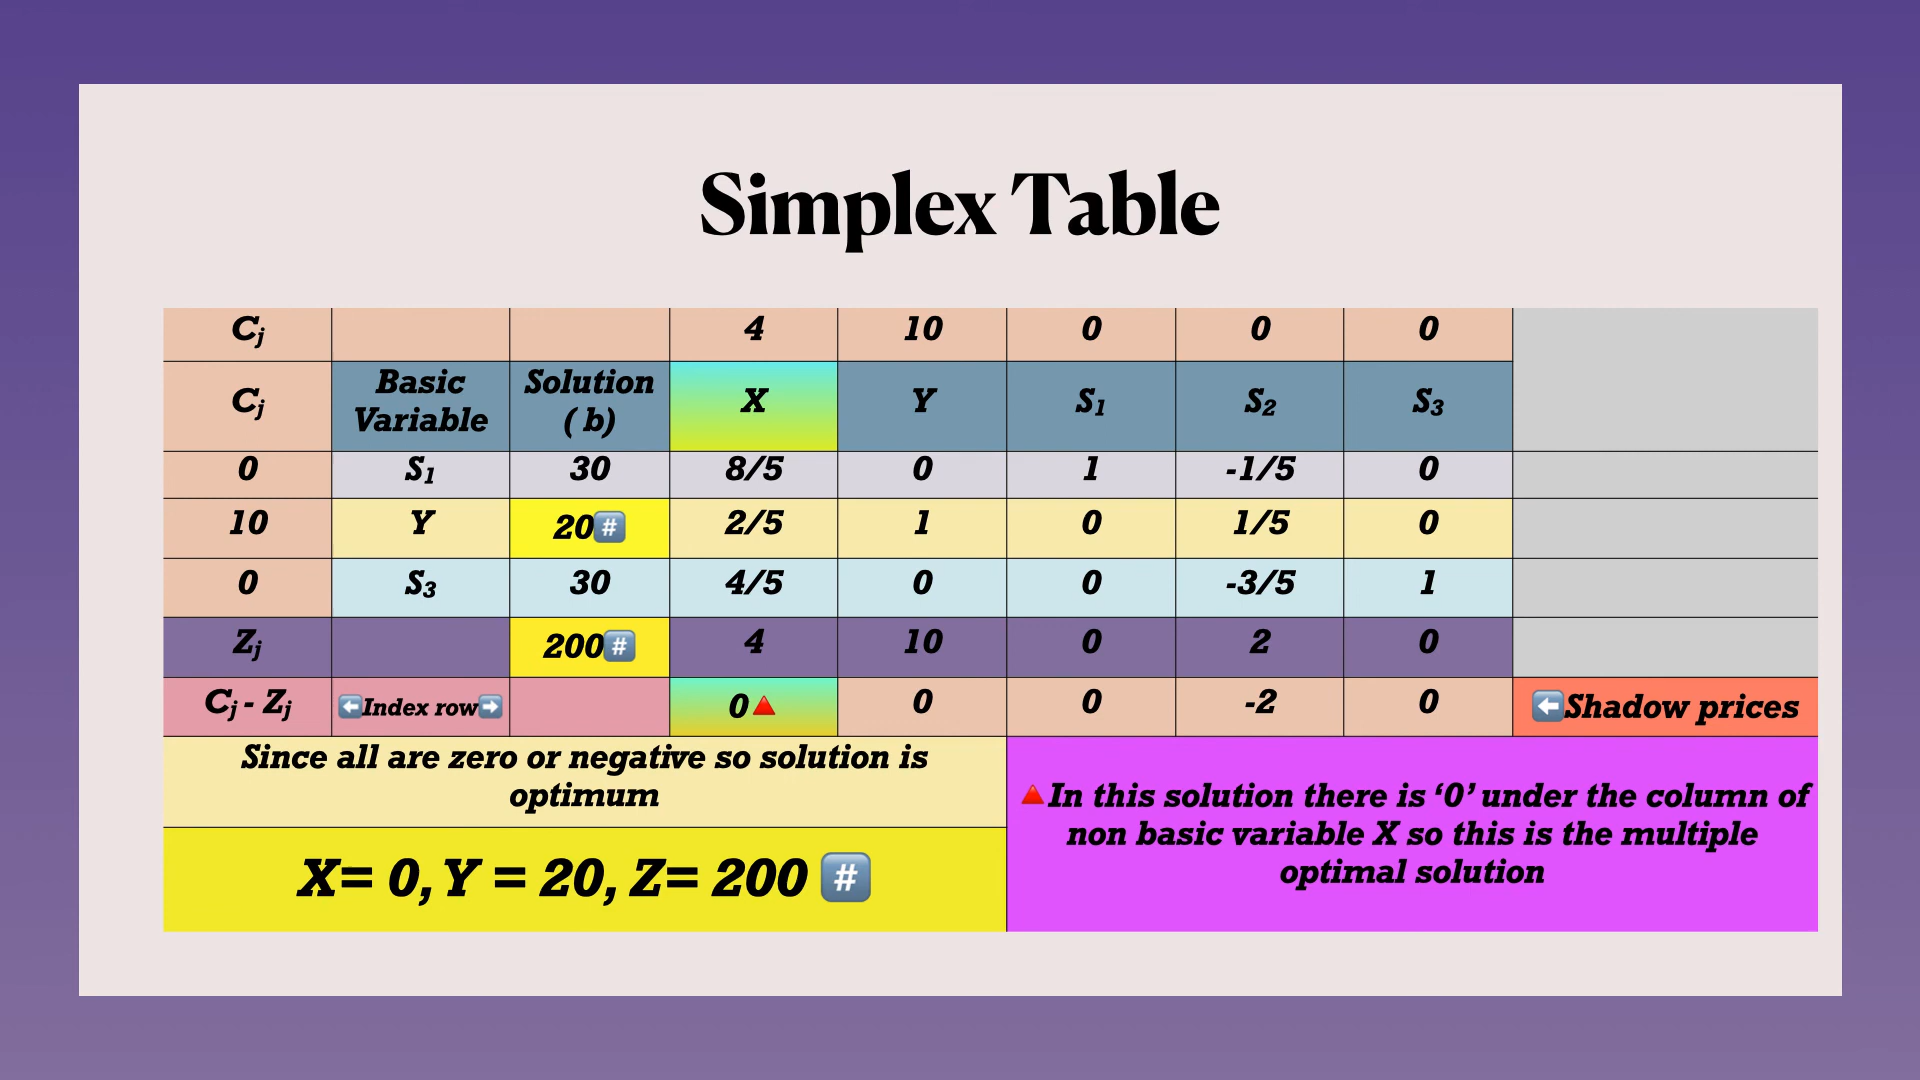 Simplex Table
Cj 4 10 0 0 0
Cj Basic Variable Solution ( b) X Y S1 S2 S3
0 S1 30 8/5 0 1 -1/5 0
10 Y 20#️⃣ 2/5 1 0 1/5 0
0 S3 30 4/5 0 0 -3/5 1
Zj 200#️⃣ 4 10 0 2 0
Cj - Zj ⬅️Index row➡️ 0🔺 0 0 -2 0 ⬅️Shadow prices
Since all are zero or negative so solution is
optimum
X= 0, Y = 20, Z= 200 #️⃣
🔺In this solution there is ‘0’ under the column of
non basic variable X so this is the multiple
optimal solution